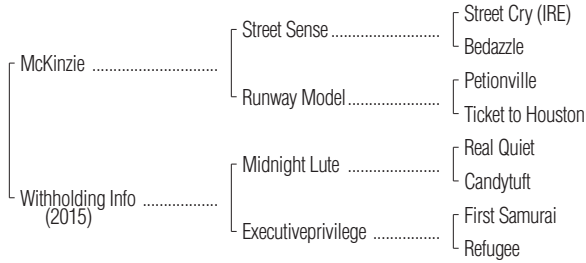 Street Cry (IRE)
Street Sense ....................
Bedazzle
McKinzie ...............................
Petionville
Runway Model .......................
Ticket to Houston
Real Quiet
Midnight Lute ....................
Candytuft
Withholding Info ...................
(2015)
First Samurai
Executiveprivilege ................
Refugee